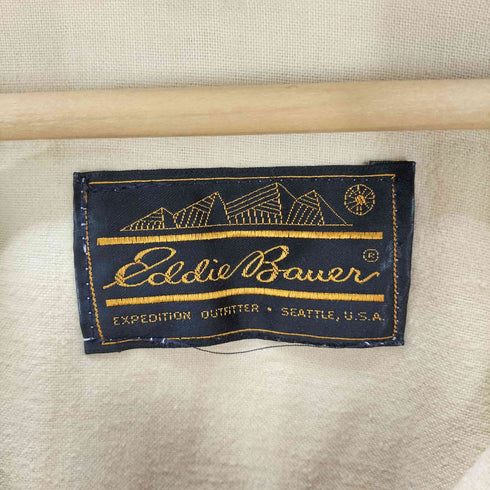 Eddie Bauer ®
EXPEDITION OUTFITTER • SEATTLE, U.S.A.